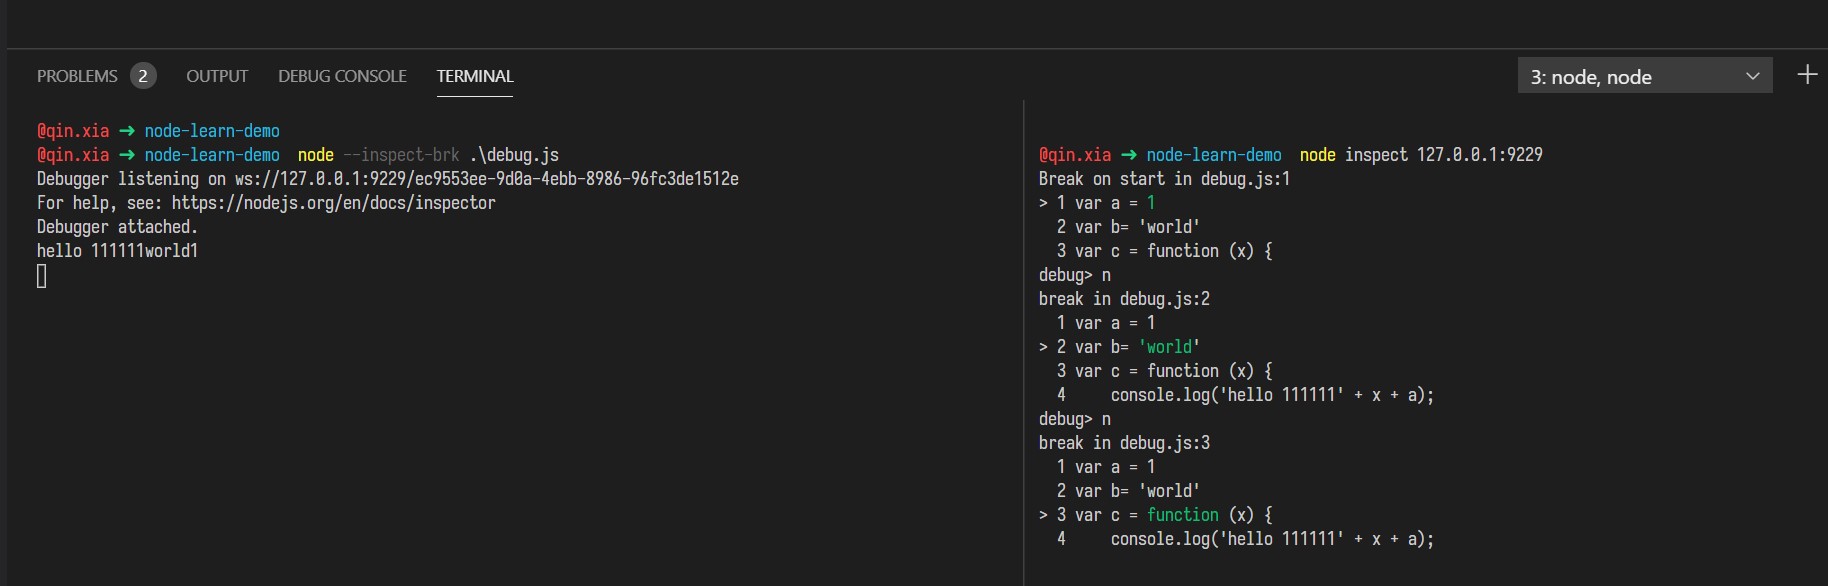 PROBLEMS 2 OUTPUT DEBUG CONSOLE TERMINAL
3: node, node
@qin.xia ➜ node-learn-demo
@qin.xia ➜ node-learn-demo node --inspect-brk .\debug.js
Debugger listening on ws://127.0.0.1:9229/ec9553ee-9d0a-4ebb-8986-96fc3de1512e
For help, see: https://nodejs.org/en/docs/inspector
Debugger attached.
hello 111111world1
@qin.xia ➜ node-learn-demo node inspect 127.0.0.1:9229
Break on start in debug.js:1
> 1 var a = 1
  2 var b= 'world'
  3 var c = function (x) {
debug> n
break in debug.js:2
  1 var a = 1
> 2 var b= 'world'
  3 var c = function (x) {
  4     console.log('hello 111111' + x + a);
debug> n
break in debug.js:3
  1 var a = 1
  2 var b= 'world'
> 3 var c = function (x) {
  4     console.log('hello 111111' + x + a);